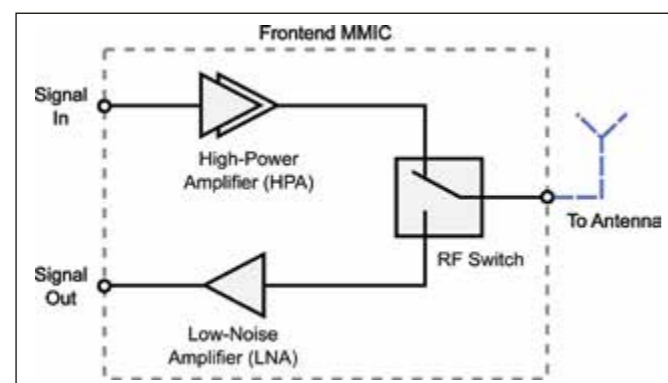 Frontend MMIC
Signal
In
High-Power
Amplifier (HPA)
To Antenna
RF Switch
Signal
Out
Low-Noise
Amplifier (LNA)